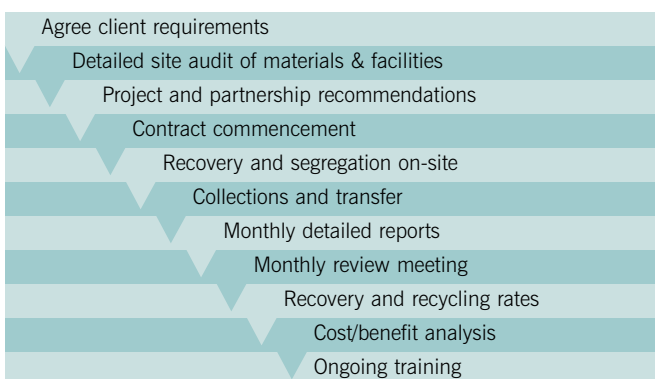 Agree client requirements
Detailed site audit of materials & facilities
Project and partnership recommendations
Contract commencement
Recovery and segregation on-site
Collections and transfer
Monthly detailed reports
Monthly review meeting
Recovery and recycling rates
Cost/benefit analysis
Ongoing training